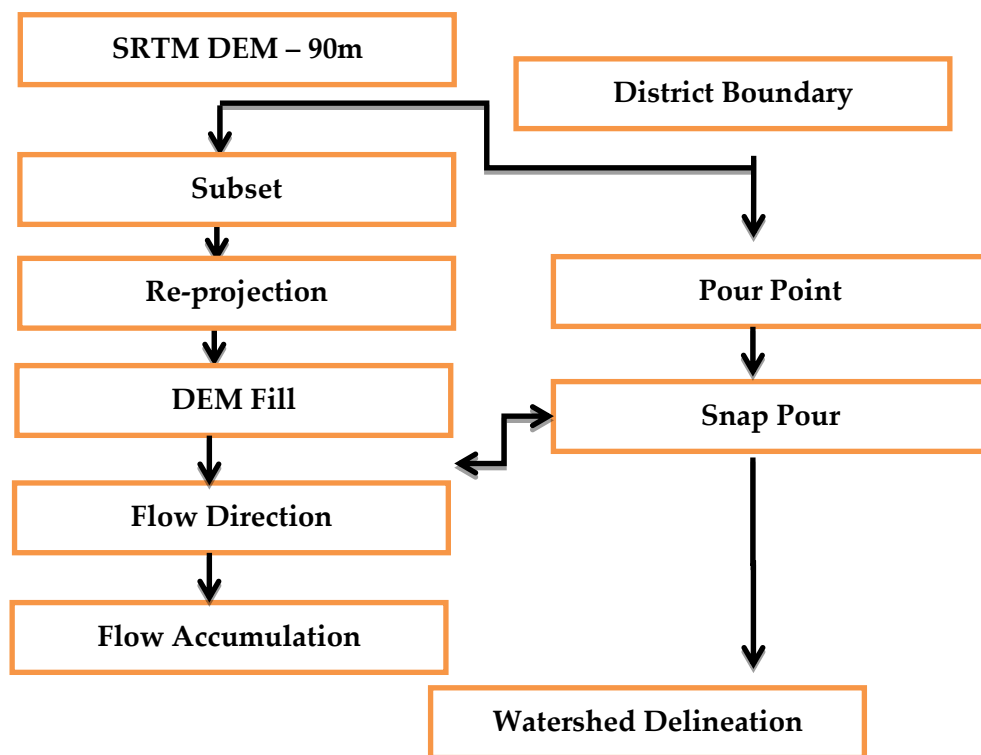 SRTM DEM – 90m
District Boundary
Subset
Re-projection
Pour Point
DEM Fill
Snap Pour
Flow Direction
Flow Accumulation
Watershed Delineation